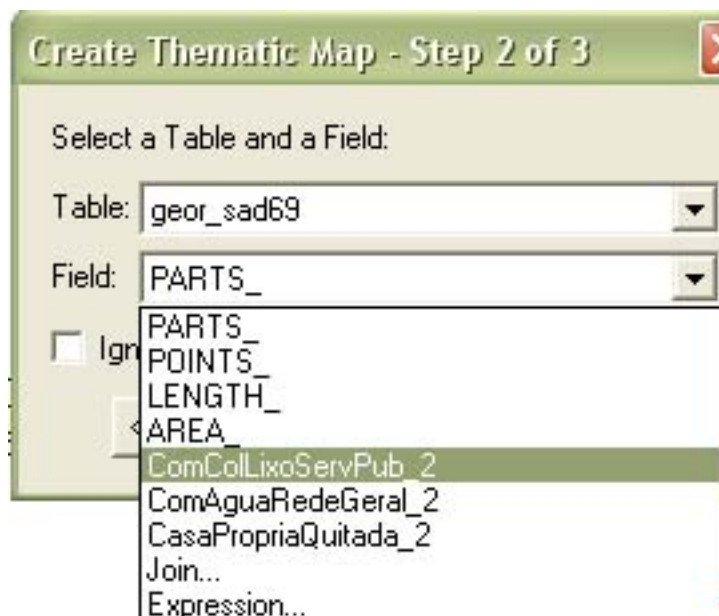 Create Thematic Map - Step 2 of 3
Select a Table and a Field:
Table: geor_sad69
Field: PARTS_
PARTS_
Ign
POINTS_
LENGTH_
AREA_
<
ComColLixoServPub_2
ComAguaRedeGeral_2
CasaPropriaQuitada_2
Join...
Expression...